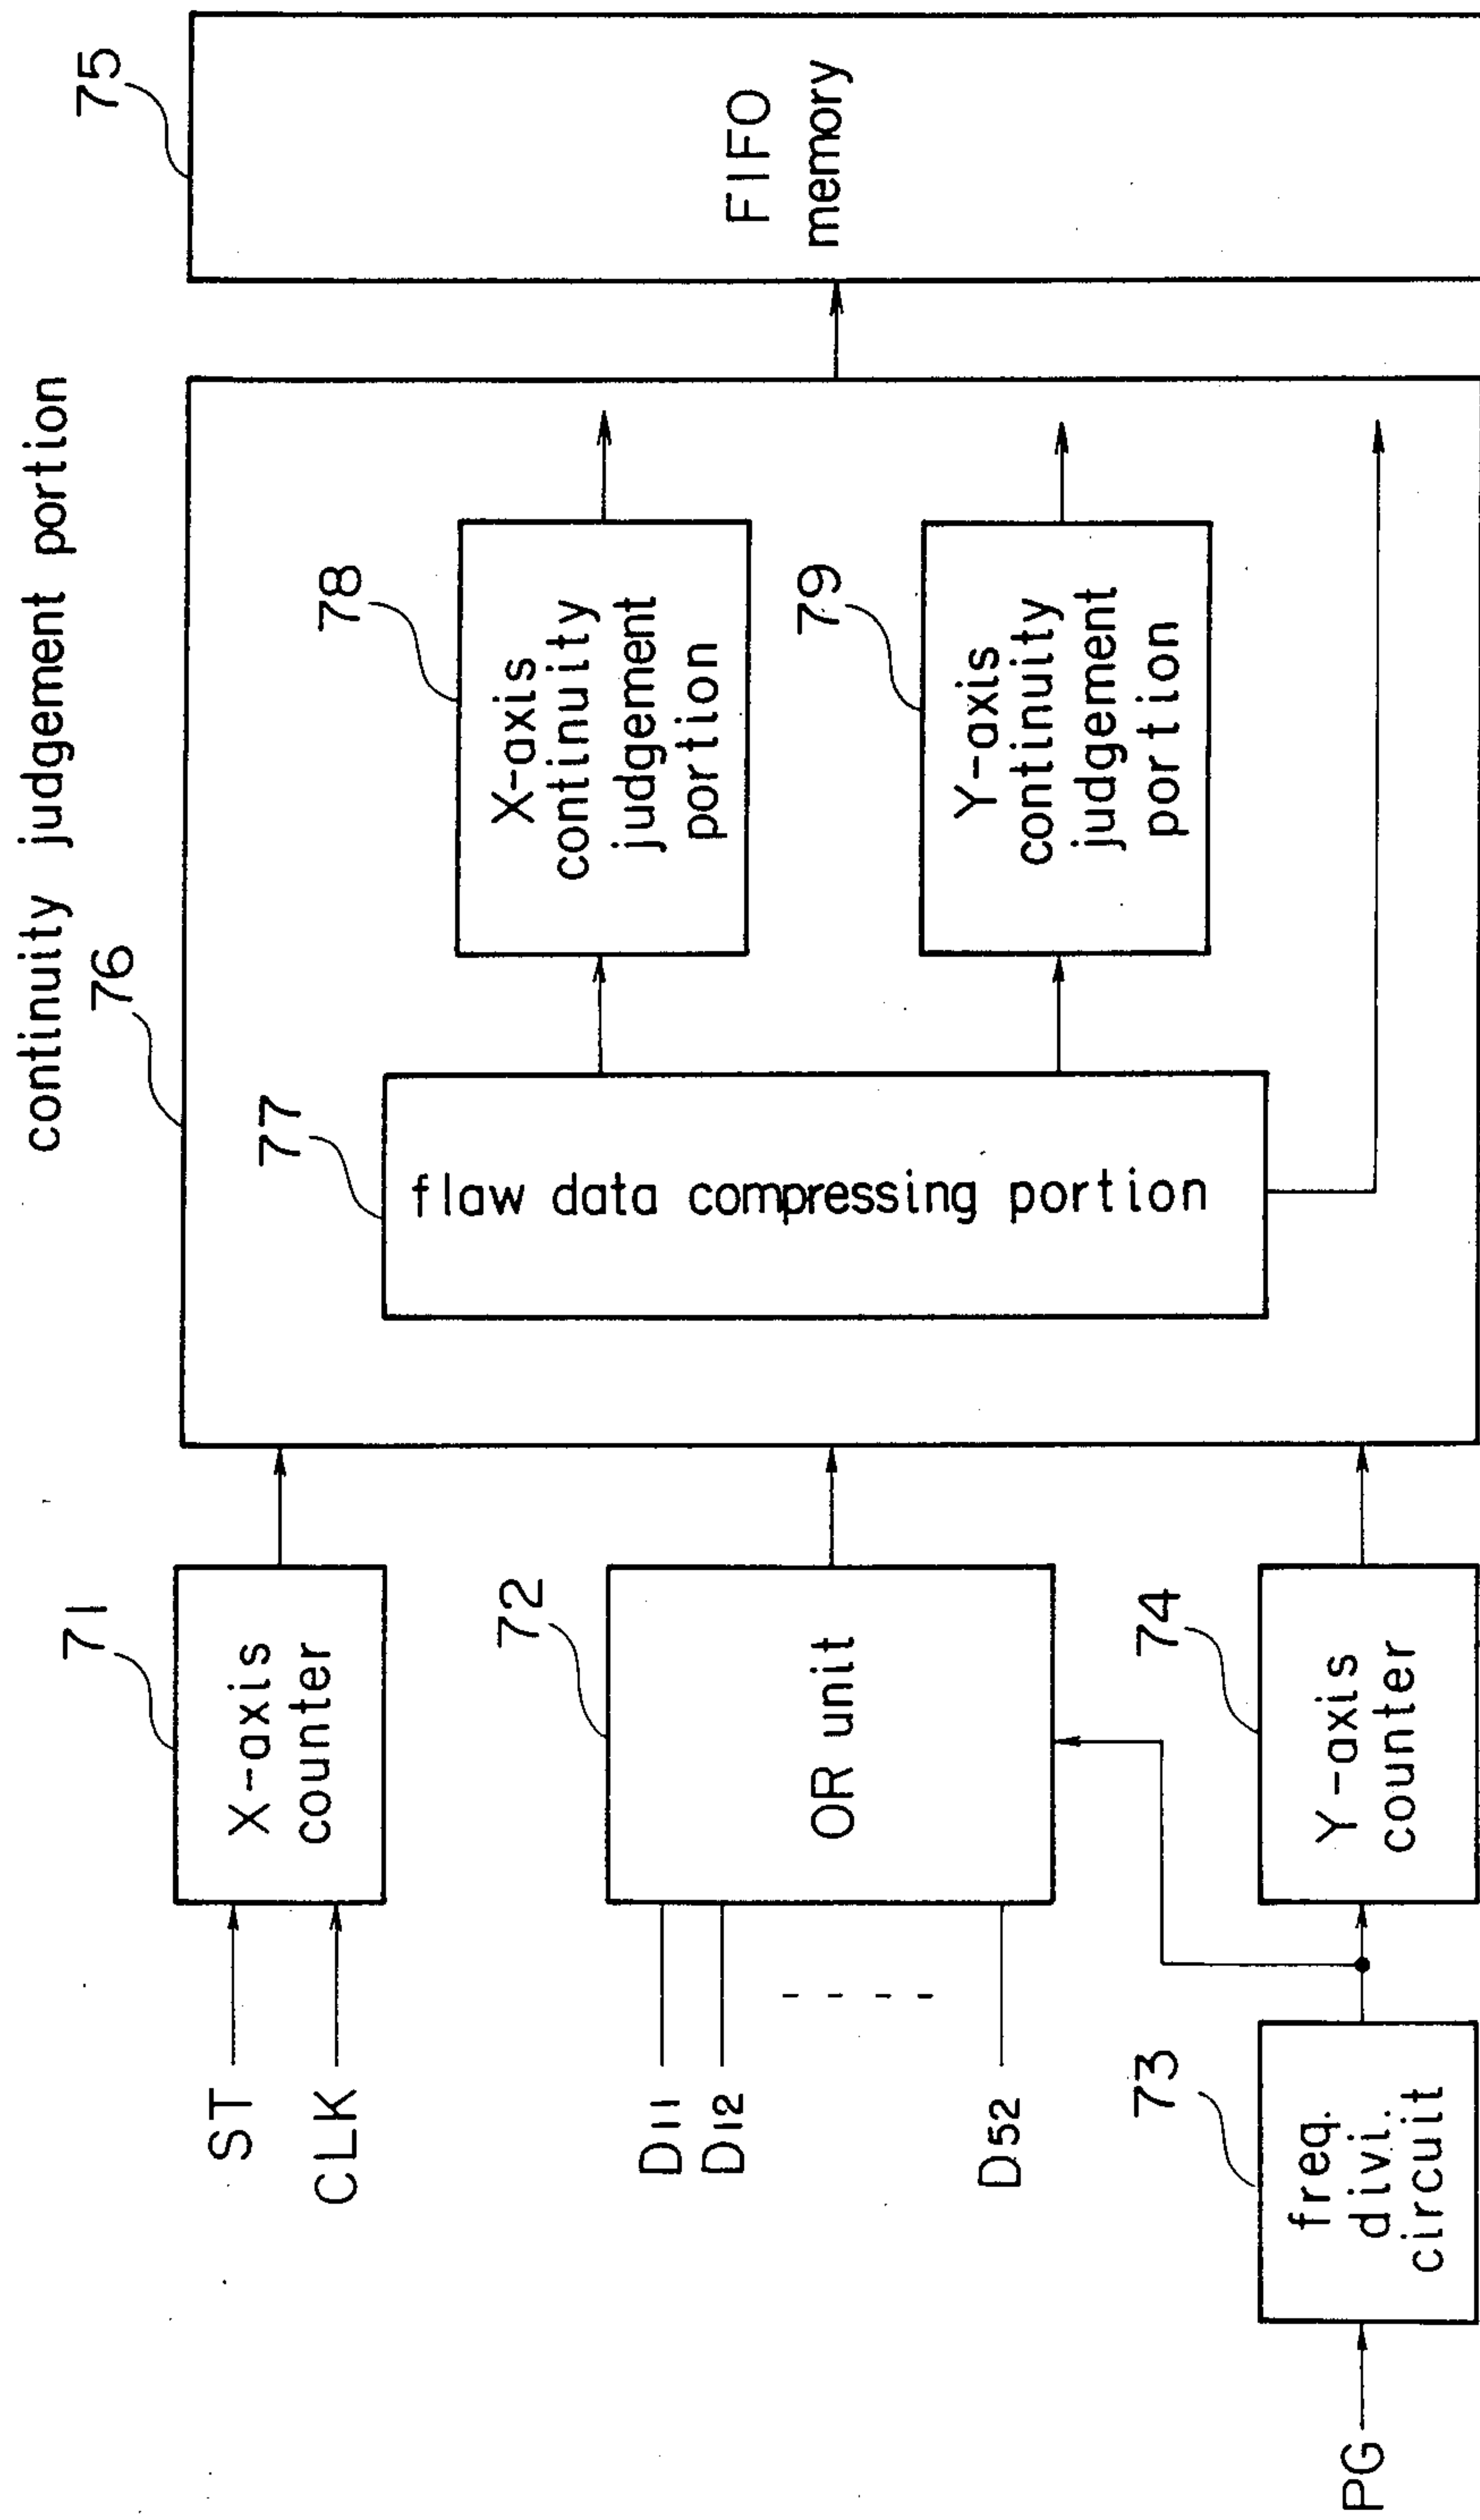 continuity judgement portion
76
75
71
ST
CLK
X-axis
counter
77
flaw data compressing portion
78
X-axis
continuity
judgement
portion
79
Y-axis
continuity
judgement
portion
FIFO
memory
72
D11
D12
D52
OR unit
73
PG
freq.
divi.
circuit
74
Y-axis
counter